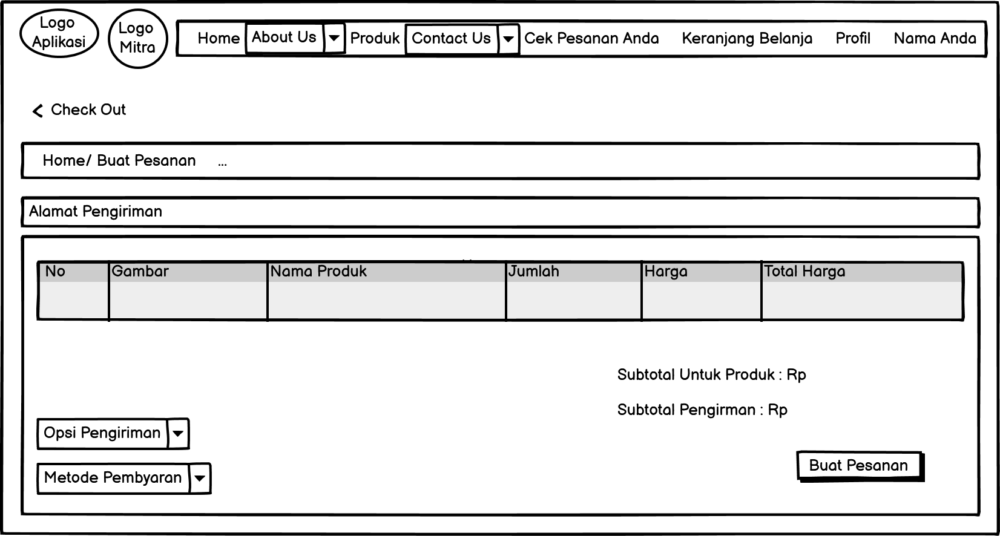 Logo
Aplikasi
Logo
Mitra
Home About Us Produk Contact Us Cek Pesanan Anda Keranjang Belanja Profil Nama Anda
Check Out
Home/ Buat Pesanan ...
Alamat Pengiriman
No Gambar Nama Produk Jumlah Harga Total Harga
Subtotal Untuk Produk : Rp
Subtotal Pengirman : Rp
Opsi Pengiriman
Metode Pembyaran
Buat Pesanan